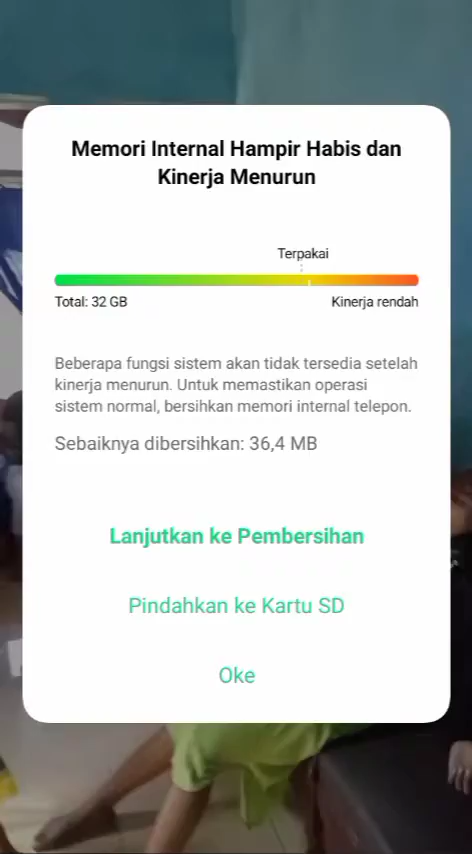 Memori Internal Hampir Habis dan
Kinerja Menurun
Terpakai
Total: 32 GB
Kinerja rendah
Beberapa fungsi sistem akan tidak tersedia setelah
kinerja menurun. Untuk memastikan operasi
sistem normal, bersihkan memori internal telepon.
Sebaiknya dibersihkan: 36,4 MB
Lanjutkan ke Pembersihan
Pindahkan ke Kartu SD
Oke